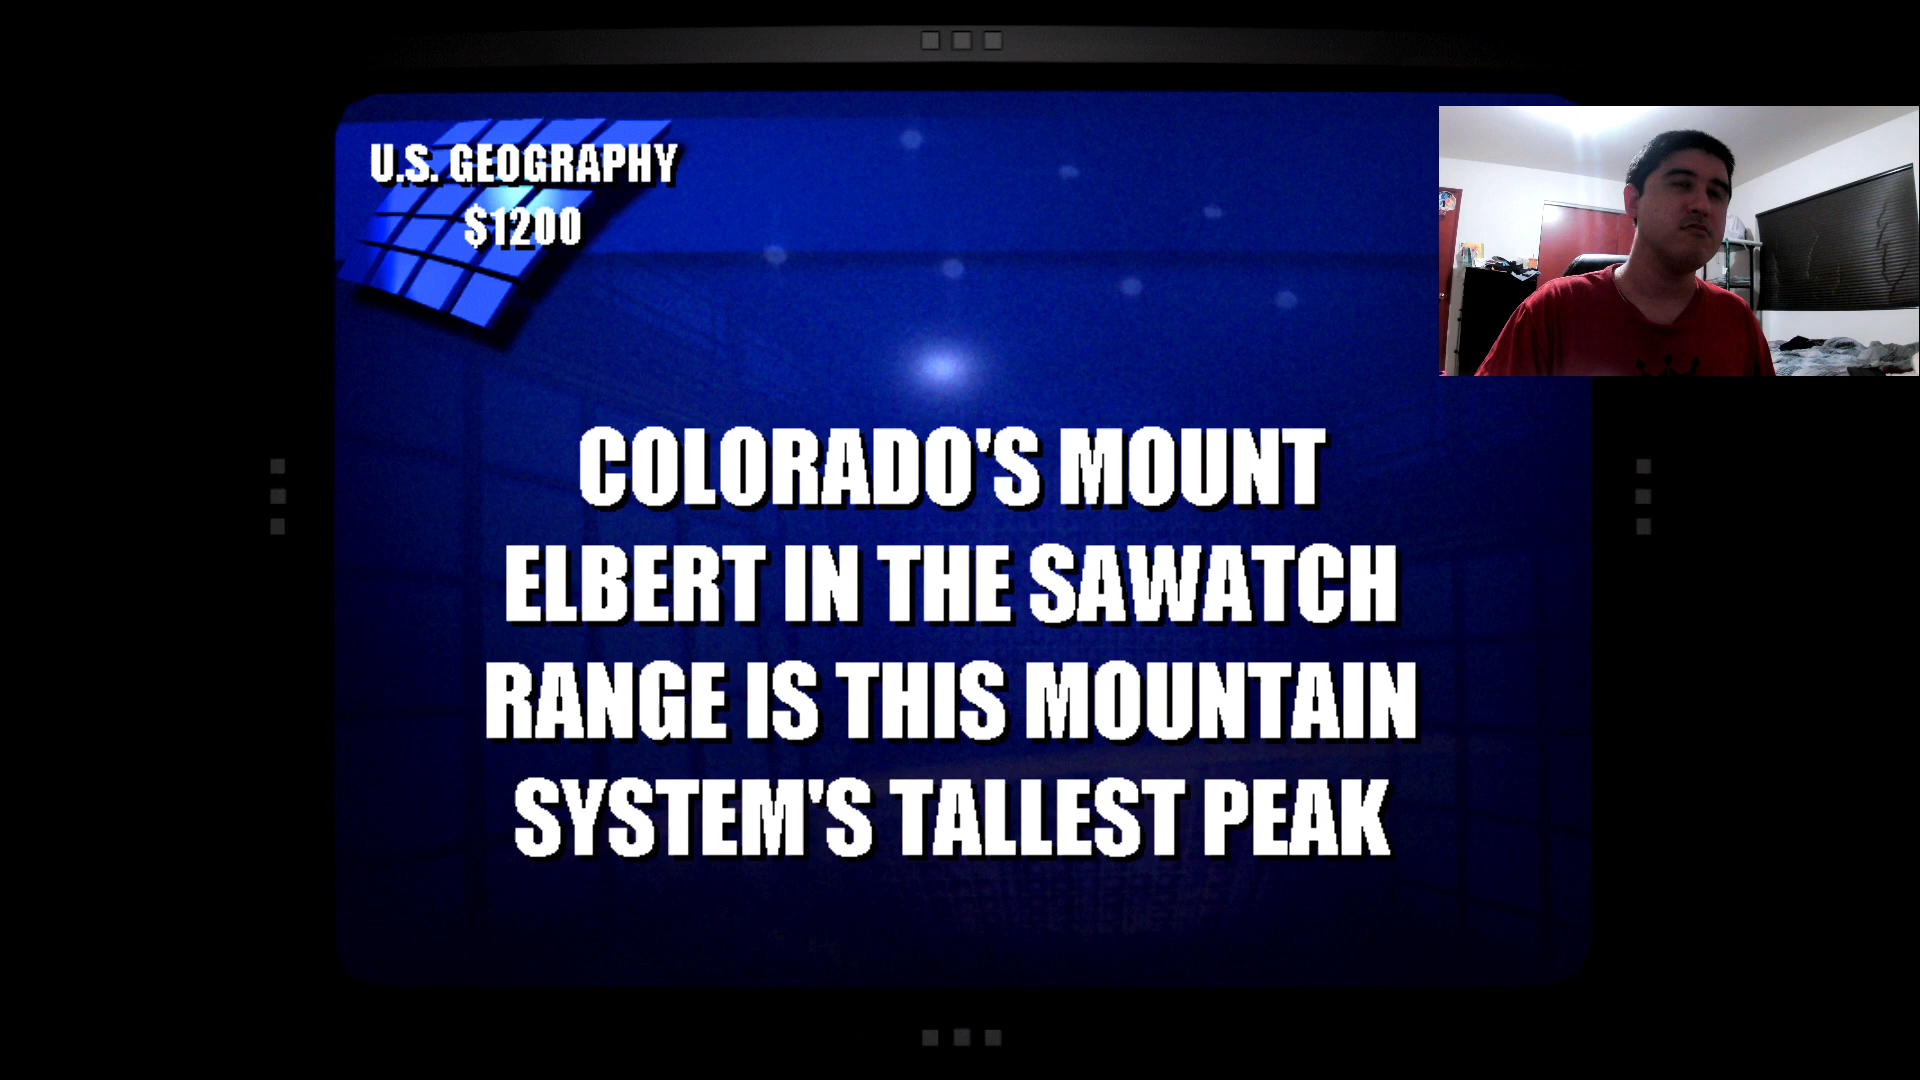 U.S. GEOGRAPHY
$1200
COLORADO'S MOUNT
ELBERT IN THE SAWATCH
RANGE IS THIS MOUNTAIN
SYSTEM'S TALLEST PEAK